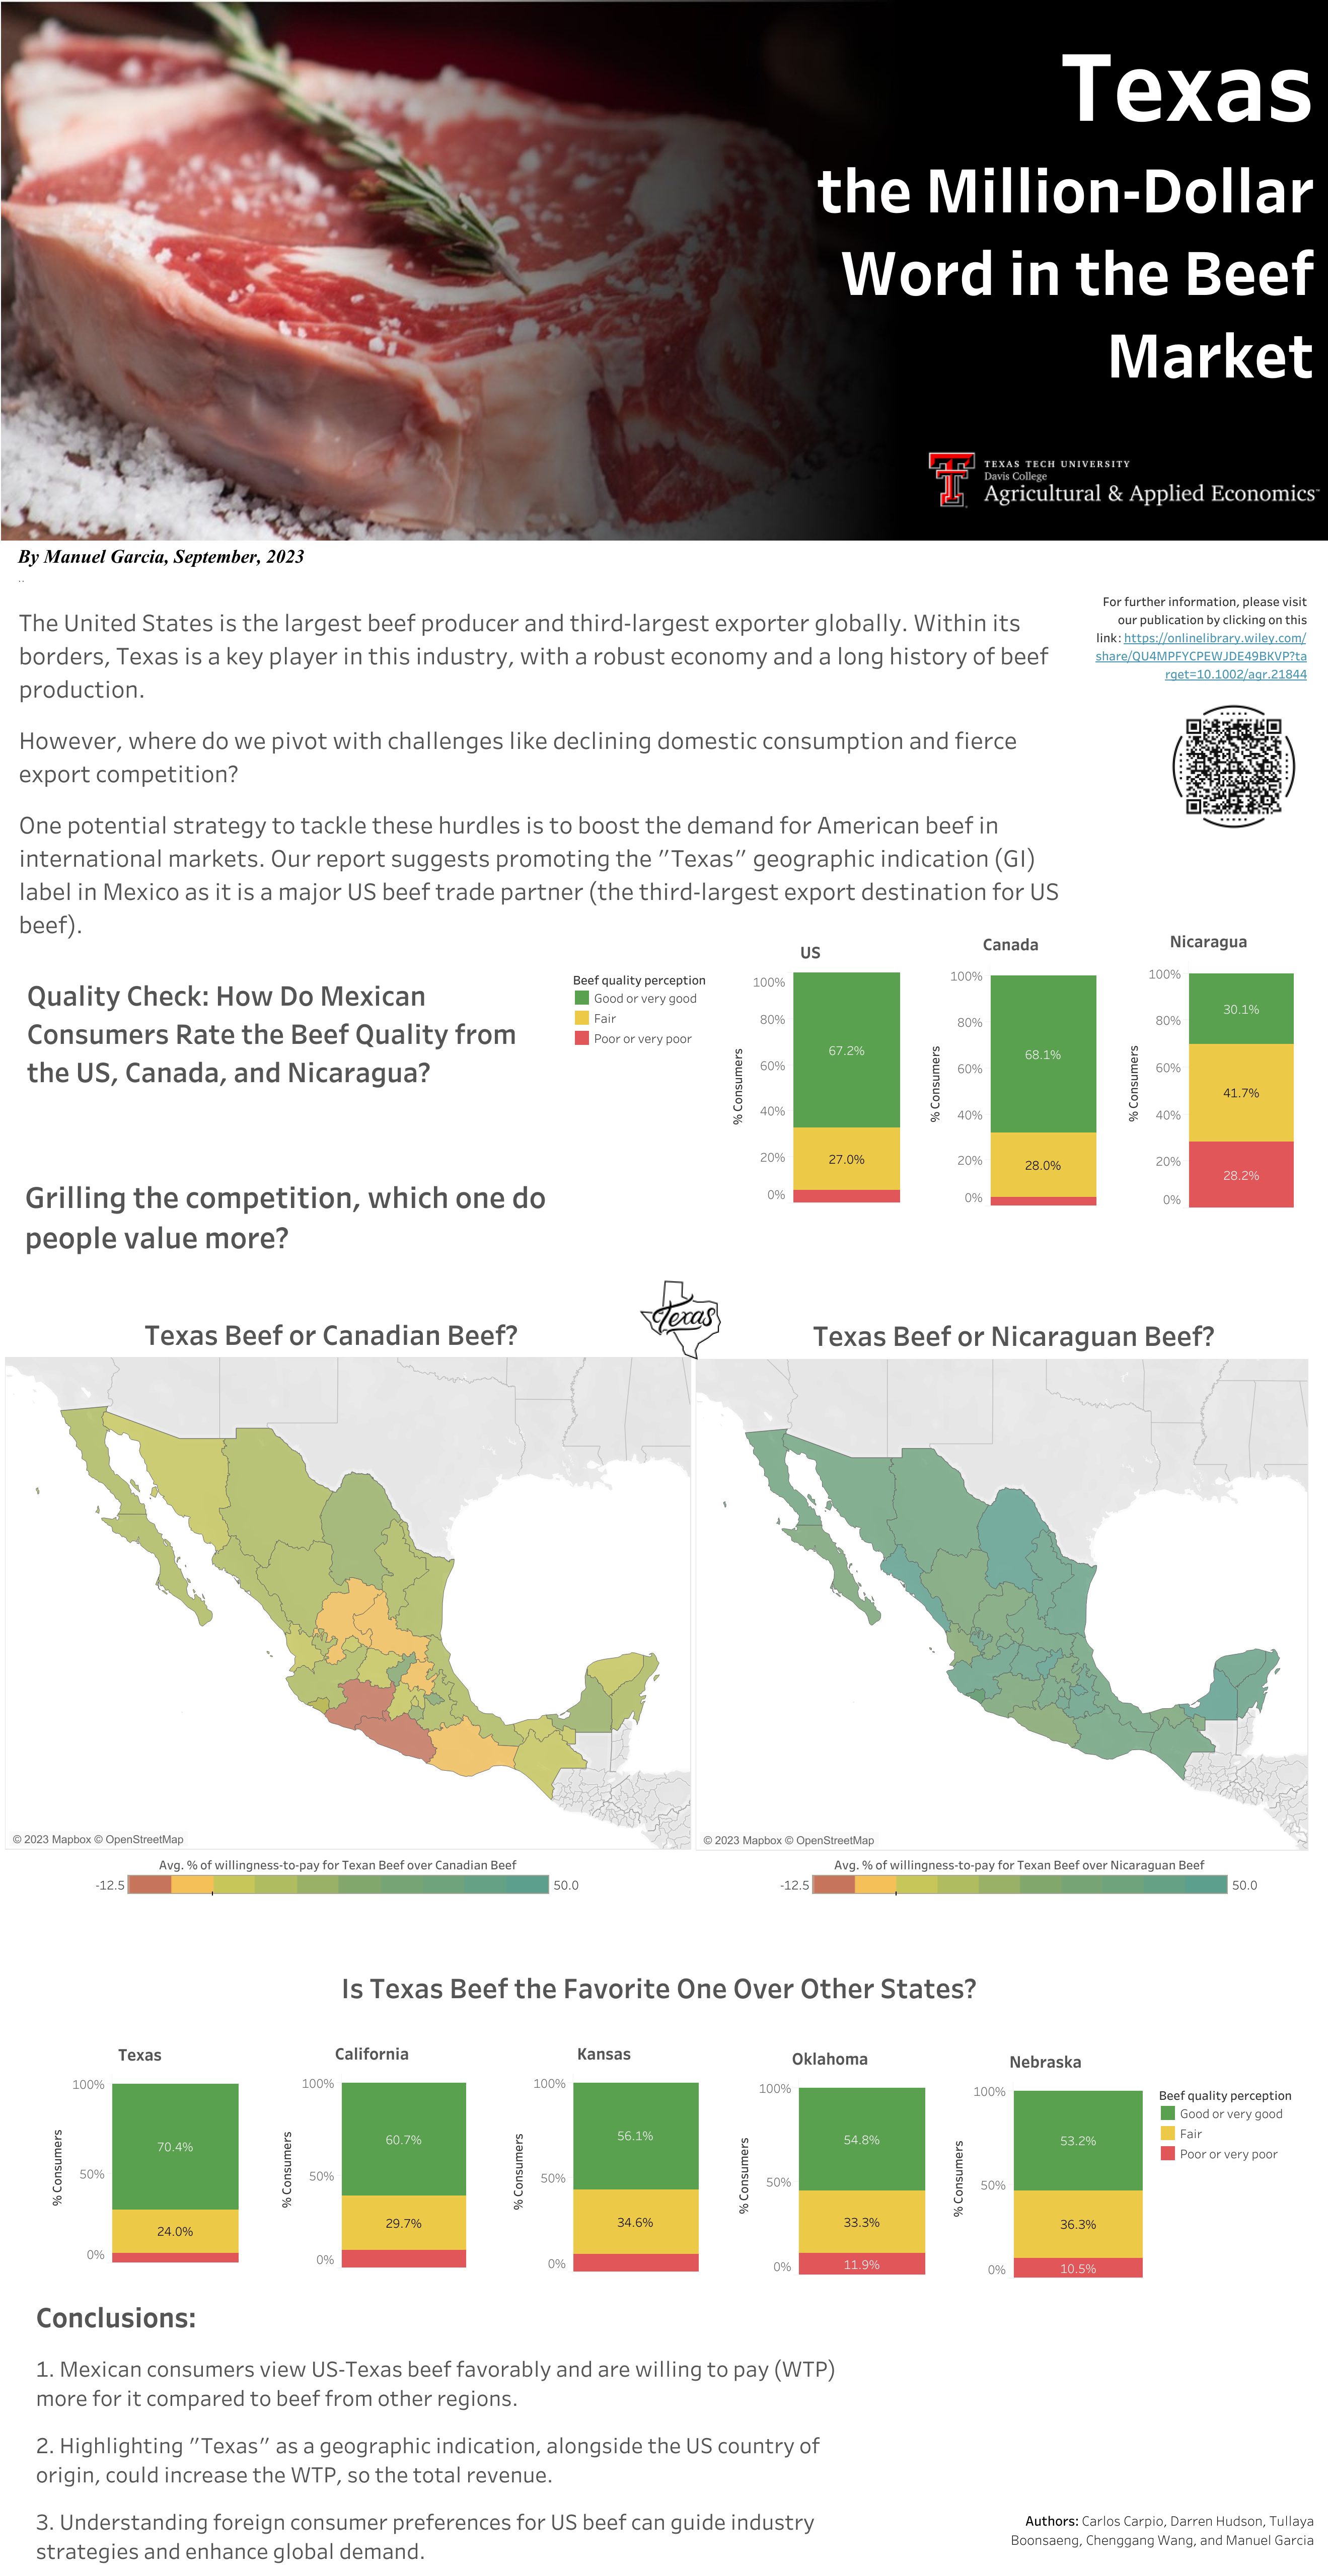 Texas
the Million-Dollar
Word in the Beef
Market
TEXAS TECH UNIVERSITY
Davis College
Agricultural & Applied Economics™
By Manuel Garcia, September, 2023
..
The United States is the largest beef producer and third-largest exporter globally. Within its
borders, Texas is a key player in this industry, with a robust economy and a long history of beef
production.
However, where do we pivot with challenges like declining domestic consumption and fierce
export competition?
One potential strategy to tackle these hurdles is to boost the demand for American beef in
international markets. Our report suggests promoting the ”Texas” geographic indication (GI)
label in Mexico as it is a major US beef trade partner (the third-largest export destination for US
beef).
For further information, please visit
our publication by clicking on this
link: https://onlinelibrary.wiley.com/
share/QU4MPFYCPEWJDE49BKVP?ta
rget=10.1002/agr.21844
Quality Check: How Do Mexican
Consumers Rate the Beef Quality from
the US, Canada, and Nicaragua?
Beef quality perception
Good or very good
Fair
Poor or very poor
US
% Consumers
100%
80%
60%
40%
20%
0%
67.2%
27.0%
Canada
% Consumers
100%
80%
60%
40%
20%
0%
68.1%
28.0%
Nicaragua
% Consumers
100%
80%
60%
40%
20%
0%
30.1%
41.7%
28.2%
Grilling the competition, which one do
people value more?
Texas
Texas Beef or Canadian Beef?
© 2023 Mapbox © OpenStreetMap
Avg. % of willingness-to-pay for Texan Beef over Canadian Beef
-12.5 50.0
Texas Beef or Nicaraguan Beef?
© 2023 Mapbox © OpenStreetMap
Avg. % of willingness-to-pay for Texan Beef over Nicaraguan Beef
-12.5 50.0
Is Texas Beef the Favorite One Over Other States?
Texas
% Consumers
100%
50%
0%
70.4%
24.0%
California
% Consumers
100%
50%
0%
60.7%
29.7%
Kansas
% Consumers
100%
50%
0%
56.1%
34.6%
Oklahoma
% Consumers
100%
50%
0%
54.8%
33.3%
11.9%
Nebraska
% Consumers
100%
50%
0%
53.2%
36.3%
10.5%
Beef quality perception
Good or very good
Fair
Poor or very poor
Conclusions:
1. Mexican consumers view US-Texas beef favorably and are willing to pay (WTP)
more for it compared to beef from other regions.
2. Highlighting ”Texas” as a geographic indication, alongside the US country of
origin, could increase the WTP, so the total revenue.
3. Understanding foreign consumer preferences for US beef can guide industry
strategies and enhance global demand.
Authors: Carlos Carpio, Darren Hudson, Tullaya
Boonsaeng, Chenggang Wang, and Manuel Garcia